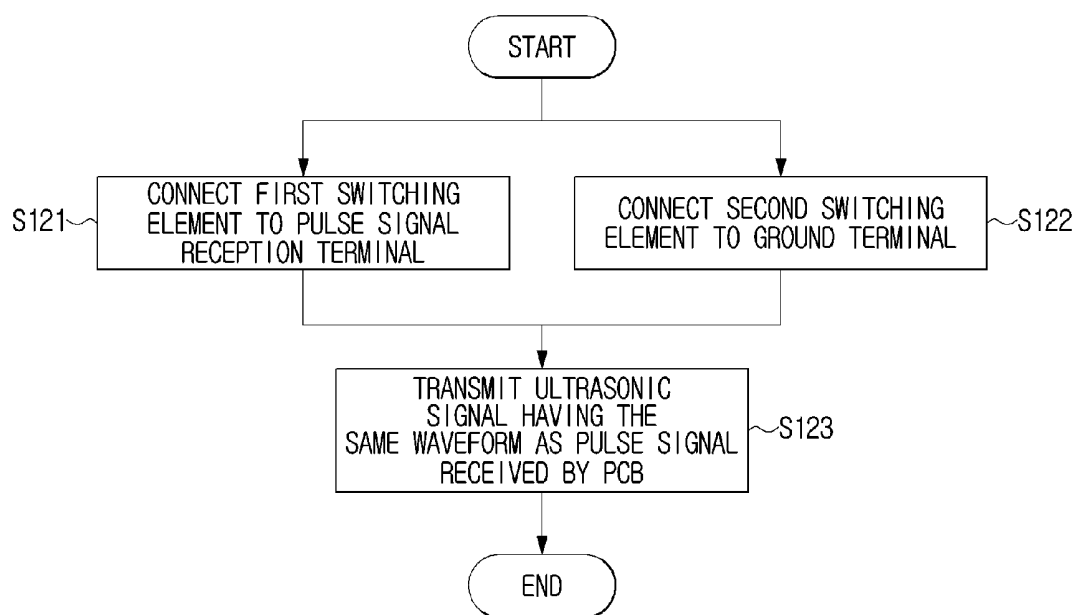 START
S121
CONNECT FIRST SWITCHING
ELEMENT TO PULSE SIGNAL
RECEPTION TERMINAL
CONNECT SECOND SWITCHING
ELEMENT TO GROUND TERMINAL
S122
TRANSMIT ULTRASONIC
SIGNAL HAVING THE
SAME WAVEFORM AS PULSE SIGNAL
RECEIVED BY PCB
S123
END